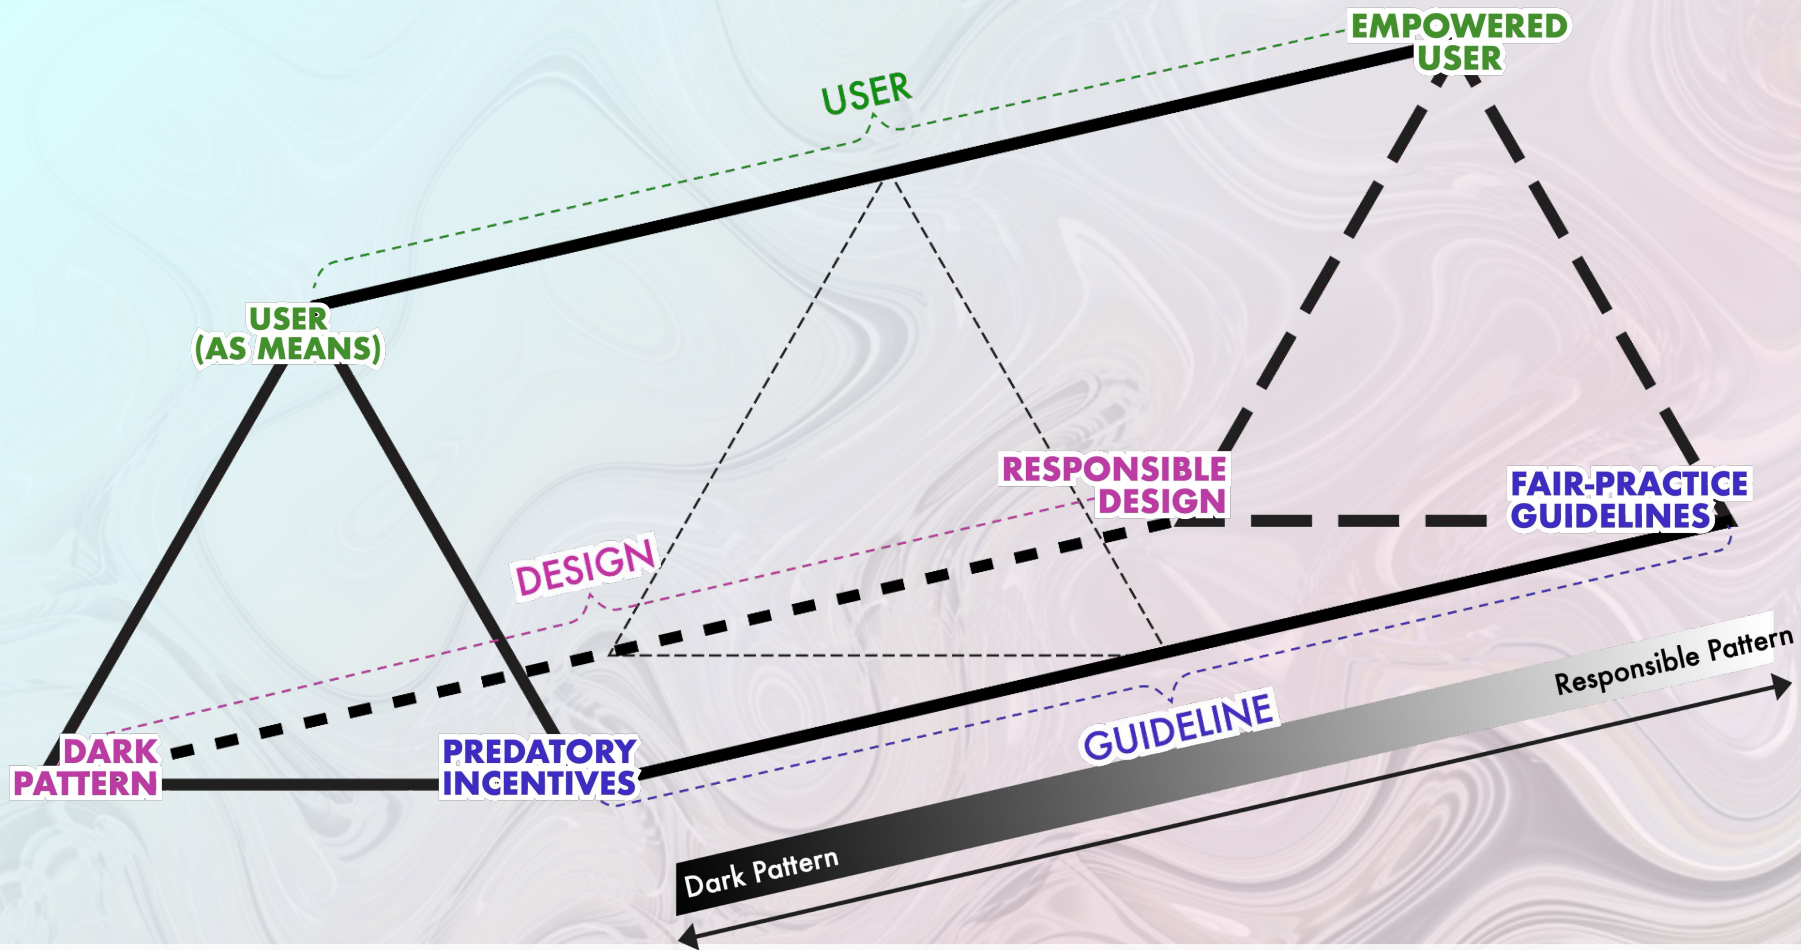 EMPOWERED
USER
USER
USER
(AS MEANS)
RESPONSIBLE
DESIGN
FAIR-PRACTICE
GUIDELINES
DESIGN
DARK
PATTERN
PREDATORY
INCENTIVES
GUIDELINE
Responsible Pattern
Dark Pattern